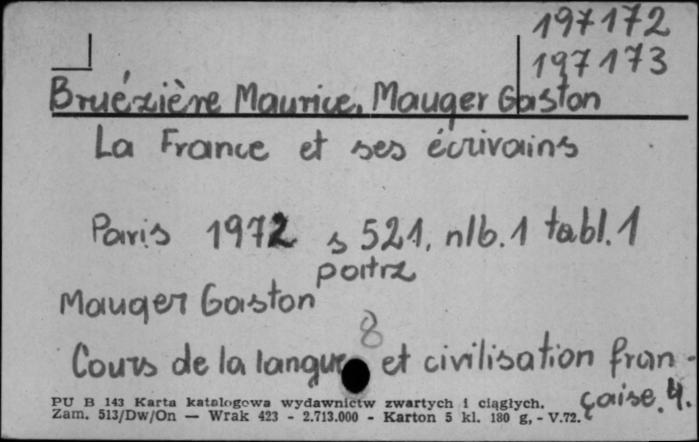 197172
197173
Bruézière Maurice, Mauger Gaston
La France et ses écrivains
Paris 1972 s 521, nlb. 1 tabl. 1
portrz
Mauger Gaston
8
Cours de la langue et civilisation fran-
çaise. 4.
PU B 143 Karta katalogowa wydawnictw zwartych i ciągłych.
Zam. 513/Dw/On — Wrak 423 - 2.713.000 - Karton 5 kl. 180 g, - V.72.